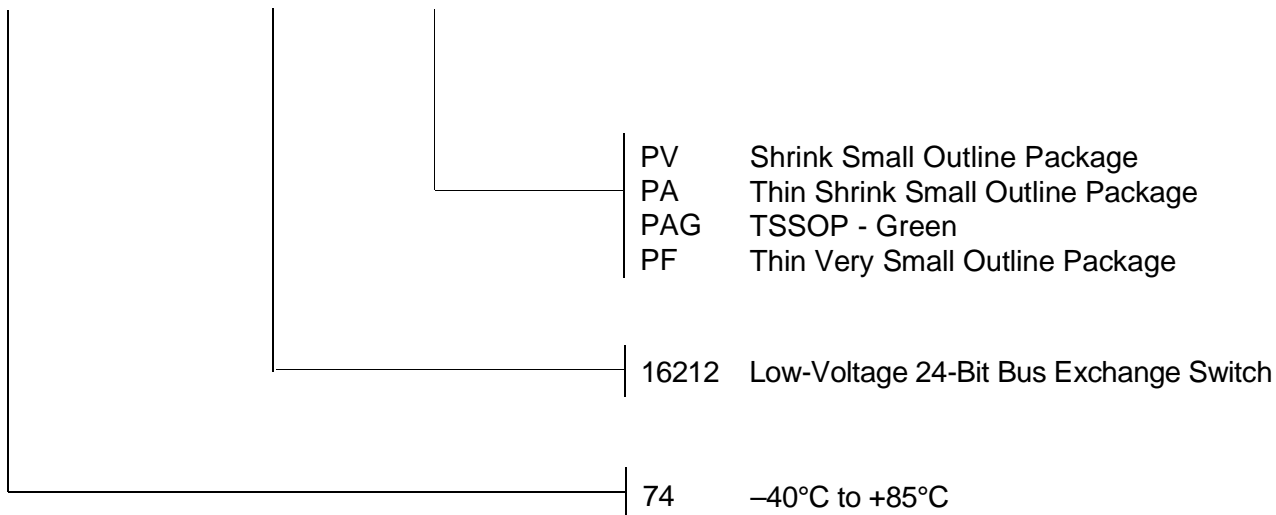 PV Shrink Small Outline Package
PA Thin Shrink Small Outline Package
PAG TSSOP - Green
PF Thin Very Small Outline Package
16212 Low-Voltage 24-Bit Bus Exchange Switch
74 –40°C to +85°C